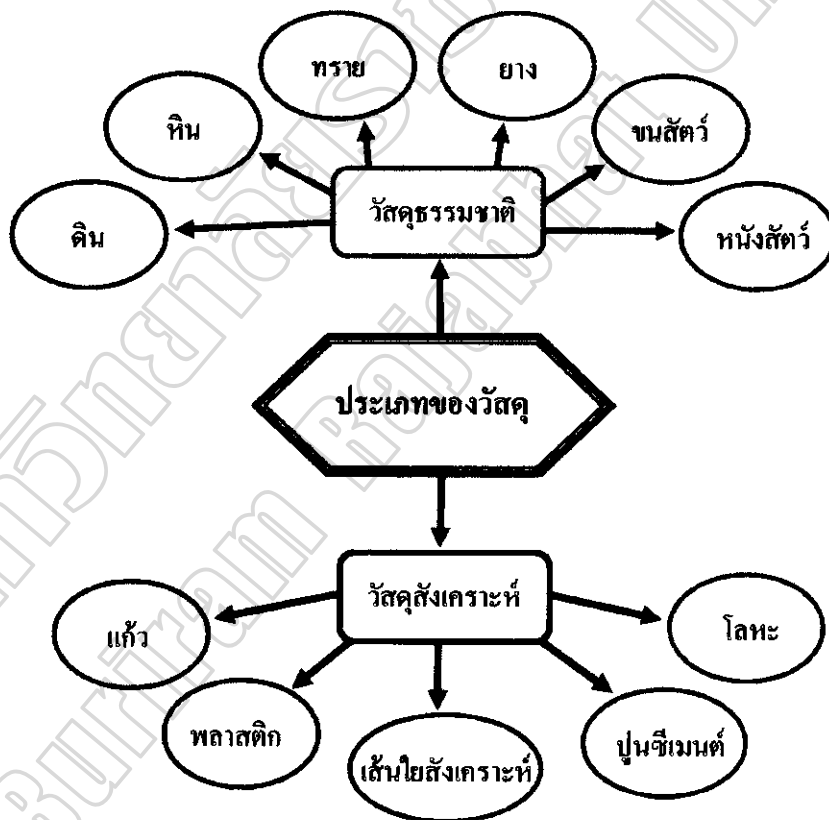 ทราย
ยาง
หิน
ขนสัตว์
วัสดุธรรมชาติ
ดิน
หนังสัตว์
ประเภทของวัสดุ
วัสดุสังเคราะห์
แก้ว
โลหะ
พลาสติก
ปูนซีเมนต์
เส้นใยสังเคราะห์
Buriram Rajabhat